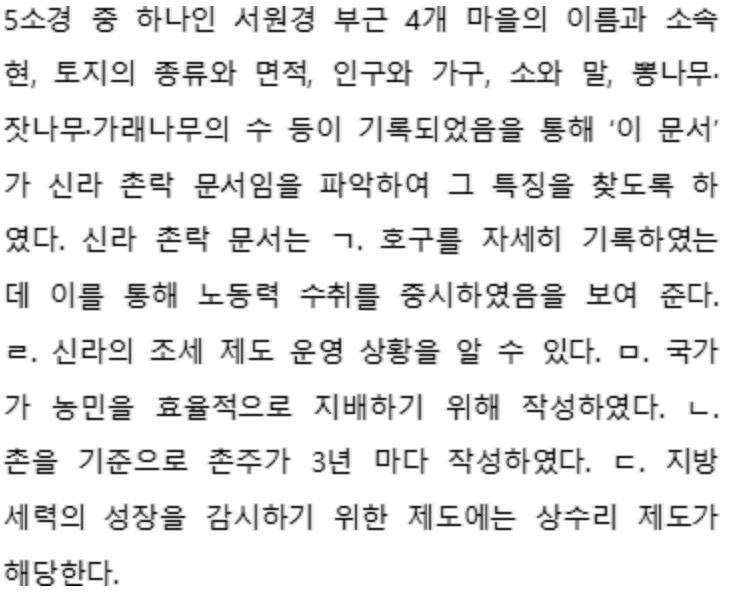 5소경 중 하나인 서원경 부근 4개 마을의 이름과 소속
현, 토지의 종류와 면적, 인구와 가구, 소와 말, 뽕나무·
잣나무·가래나무의 수 등이 기록되었음을 통해 ‘이 문서’
가 신라 촌락 문서임을 파악하여 그 특징을 찾도록 하
였다. 신라 촌락 문서는 ㄱ. 호구를 자세히 기록하였는
데 이를 통해 노동력 수취를 중시하였음을 보여 준다.
ㄹ. 신라의 조세 제도 운영 상황을 알 수 있다. ㅁ. 국가
가 농민을 효율적으로 지배하기 위해 작성하였다. ㄴ.
촌을 기준으로 촌주가 3년 마다 작성하였다. ㄷ. 지방
세력의 성장을 감시하기 위한 제도에는 상수리 제도가
해당한다.